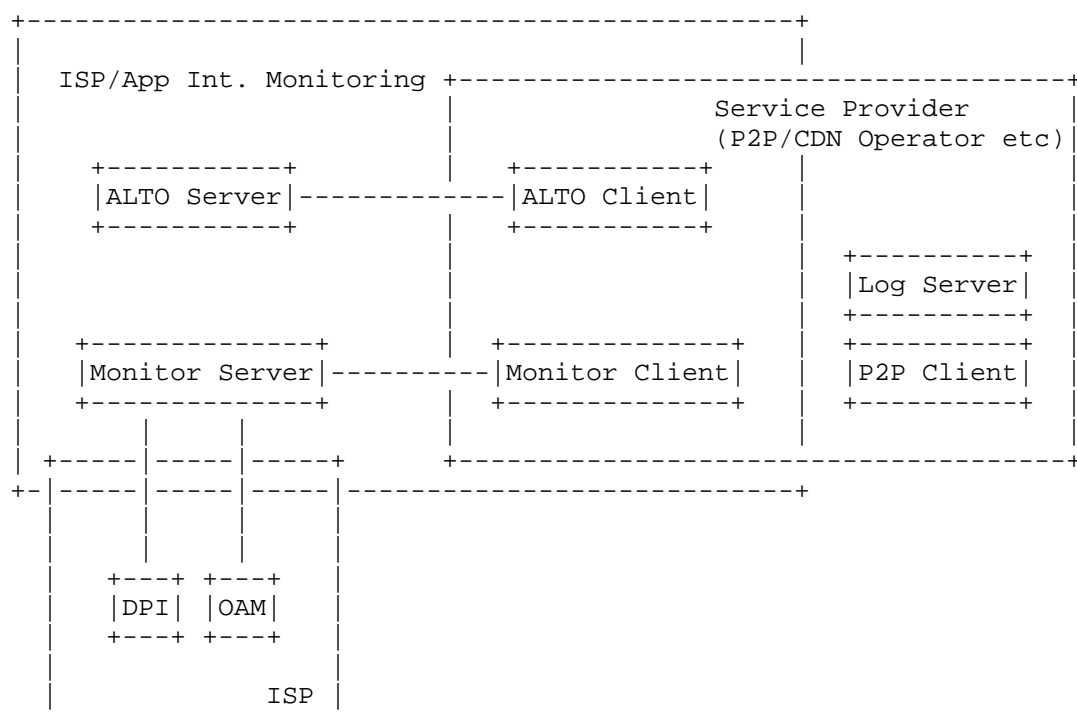 ISP/App Int. Monitoring
Service Provider
(P2P/CDN Operator etc)
ALTO Server ALTO Client
Log Server
Monitor Server Monitor Client P2P Client
DPI OAM
ISP